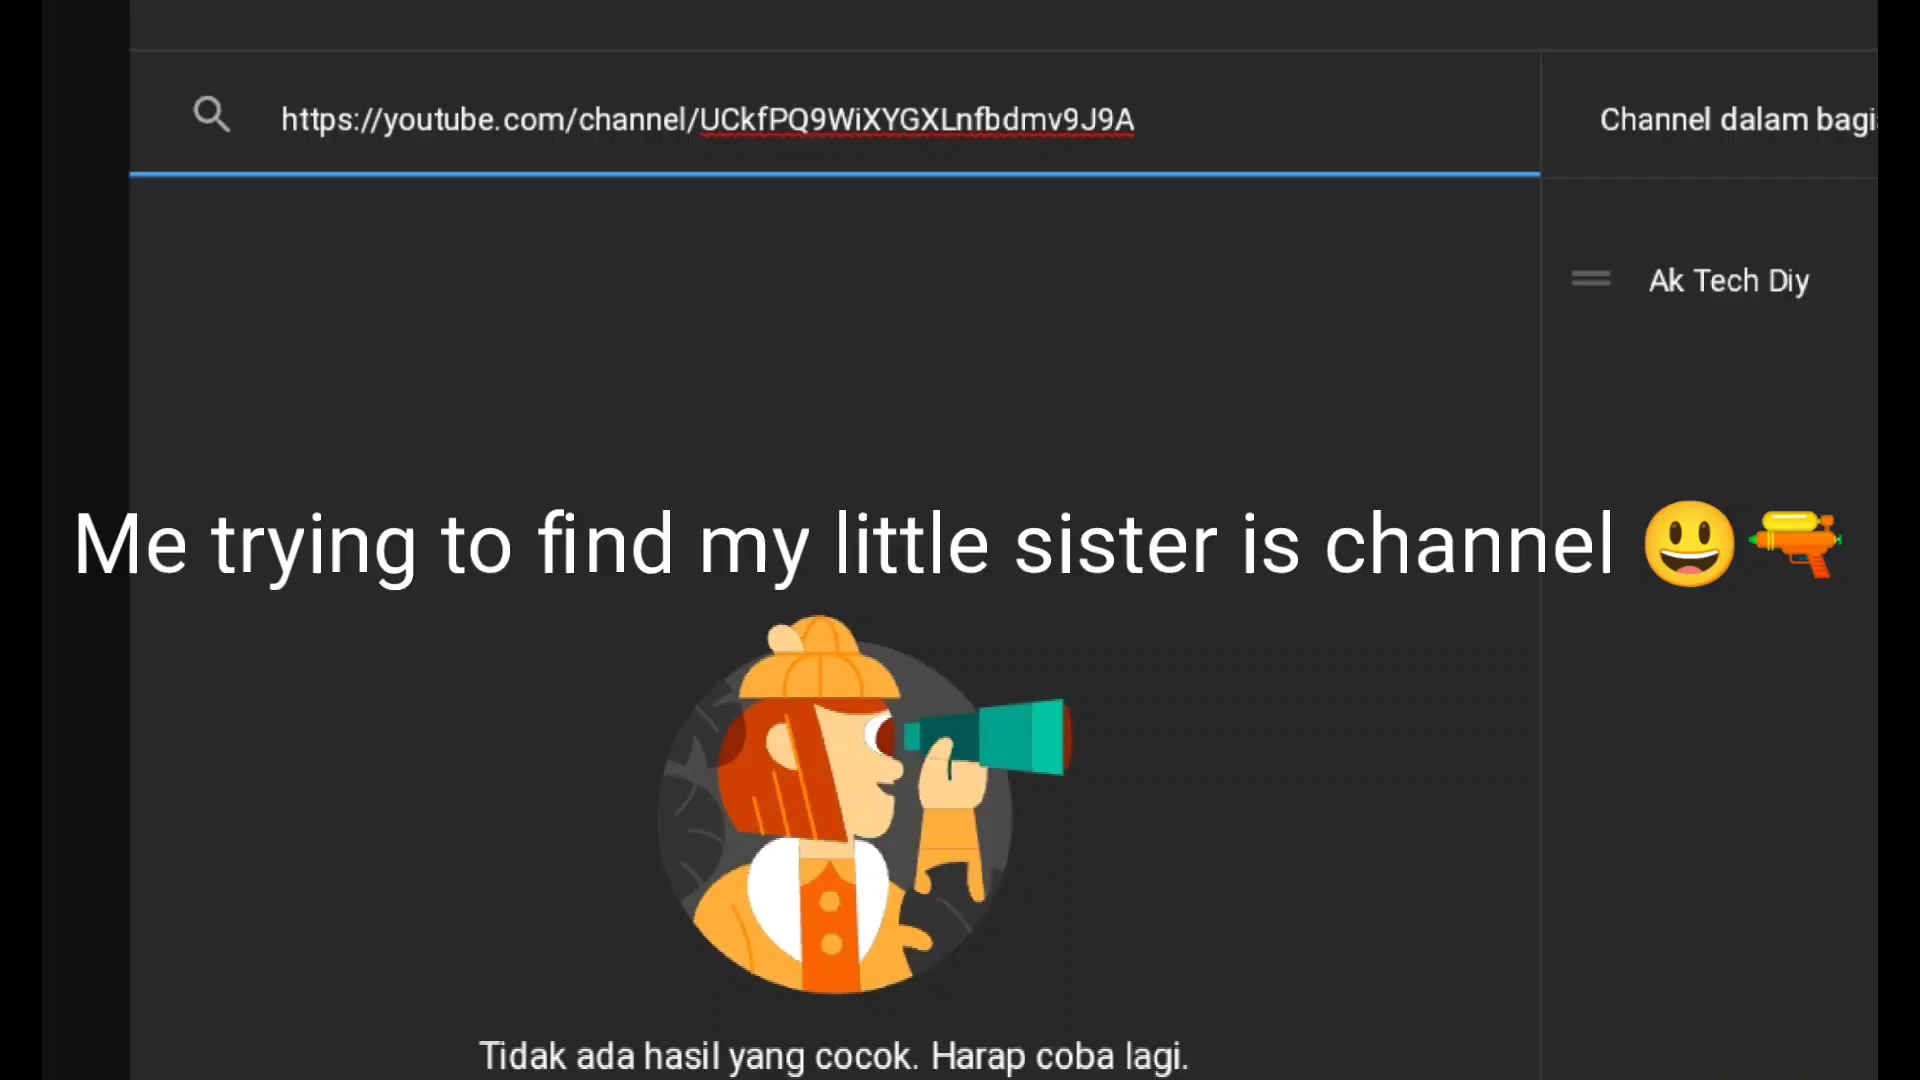 https://youtube.com/channel/UCkfPQ9WiXYGXLnfbdmv9J9A
Channel dalam bagi
Ak Tech Diy
Me trying to find my little sister is channel 😃🔫
Tidak ada hasil yang cocok. Harap coba lagi.